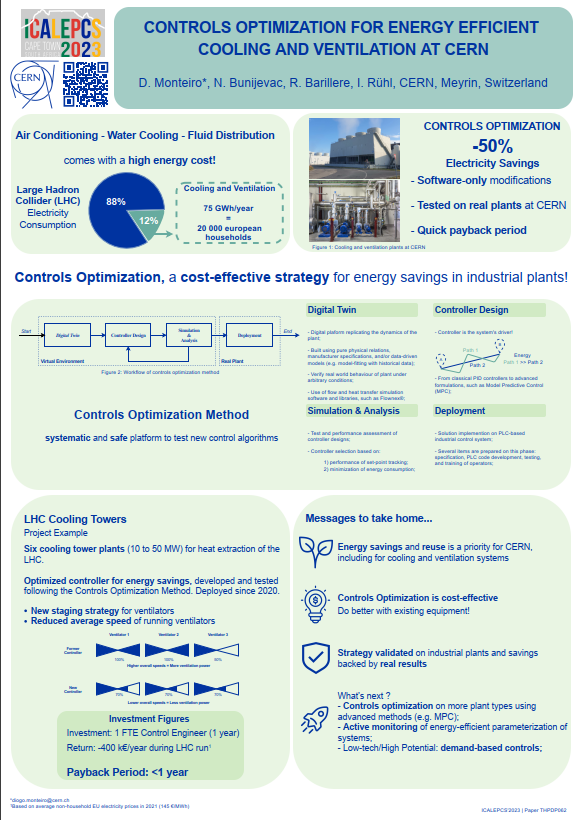 ICALEPCS
CAPE TOWN
SOUTH AFRICA
2023
CERN
CONTROLS OPTIMIZATION FOR ENERGY EFFICIENT
COOLING AND VENTILATION AT CERN
D. Monteiro*, N. Bunijevac, R. Barillere, I. Rühl, CERN, Meyrin, Switzerland
Air Conditioning - Water Cooling - Fluid Distribution
comes with a high energy cost!
Large Hadron
Collider (LHC)
Electricity
Consumption
88%
12%
Cooling and Ventilation
75 GWh/year
=
20 000 european
households
Figure 1: Cooling and ventilation plants at CERN
CONTROLS OPTIMIZATION
-50%
Electricity Savings
- Software-only modifications
- Tested on real plants at CERN
- Quick payback period
Controls Optimization, a cost-effective strategy for energy savings in industrial plants!
Start
Digital Twin
Controller Design
Simulation
&
Analysis
Deployment
End
Virtual Environment
Real Plant
Figure 2: Workflow of controls optimization method
Controls Optimization Method
systematic and safe platform to test new control algorithms
Digital Twin
- Digital platform replicating the dynamics of the
plant;
- Built using pure physical relations,
manufacturer specifications, and/or data-driven
models (e.g. model-fitting with historical data);
- Verify real world behaviour of plant under
arbitrary conditions;
- Use of flow and heat transfer simulation
software and libraries, such as Flownex®;
Controller Design
- Controller is the system's driver!
Path 1
Path 2
Energy
Path 1 >> Path 2
- From classical PID controllers to advanced
formulations, such as Model Predictive Control
(MPC);
Simulation & Analysis
- Test and performance assessment of
controller designs;
- Controller selection based on:
1) performance of set-point tracking;
2) minimization of energy consumption;
Deployment
- Solution implemention on PLC-based
industrial control system;
- Several items are prepared on this phase:
specification, PLC code development, testing,
and training of operators;
LHC Cooling Towers
Project Example
Six cooling tower plants (10 to 50 MW) for heat extraction of the
LHC.
Optimized controller for energy savings, developed and tested
following the Controls Optimization Method. Deployed since 2020.
• New staging strategy for ventilators
• Reduced average speed of running ventilators
Ventilator 1
Ventilator 2
Ventilator 3
Former
Controller
100%
100%
Higher overall speeds = More ventilation power
New
Controller
70%
70%
70%
Lower overall speeds = Less ventilation power
Investment Figures
Investment: 1 FTE Control Engineer (1 year)
Return: -400 k€/year during LHC run¹
Payback Period: <1 year
Messages to take home...
Energy savings and reuse is a priority for CERN,
including for cooling and ventilation systems
Controls Optimization is cost-effective
Do better with existing equipment!
Strategy validated on industrial plants and savings
backed by real results
What's next ?
- Controls optimization on more plant types using
advanced methods (e.g. MPC);
- Active monitoring of energy-efficient parameterization of
systems;
- Low-tech/High Potential: demand-based controls;
*diogo.monteiro@cern.ch
¹Based on average non-household EU electricity prices in 2021 (145 €/MWh)
ICALEPCS'2023 | Paper THPDP062